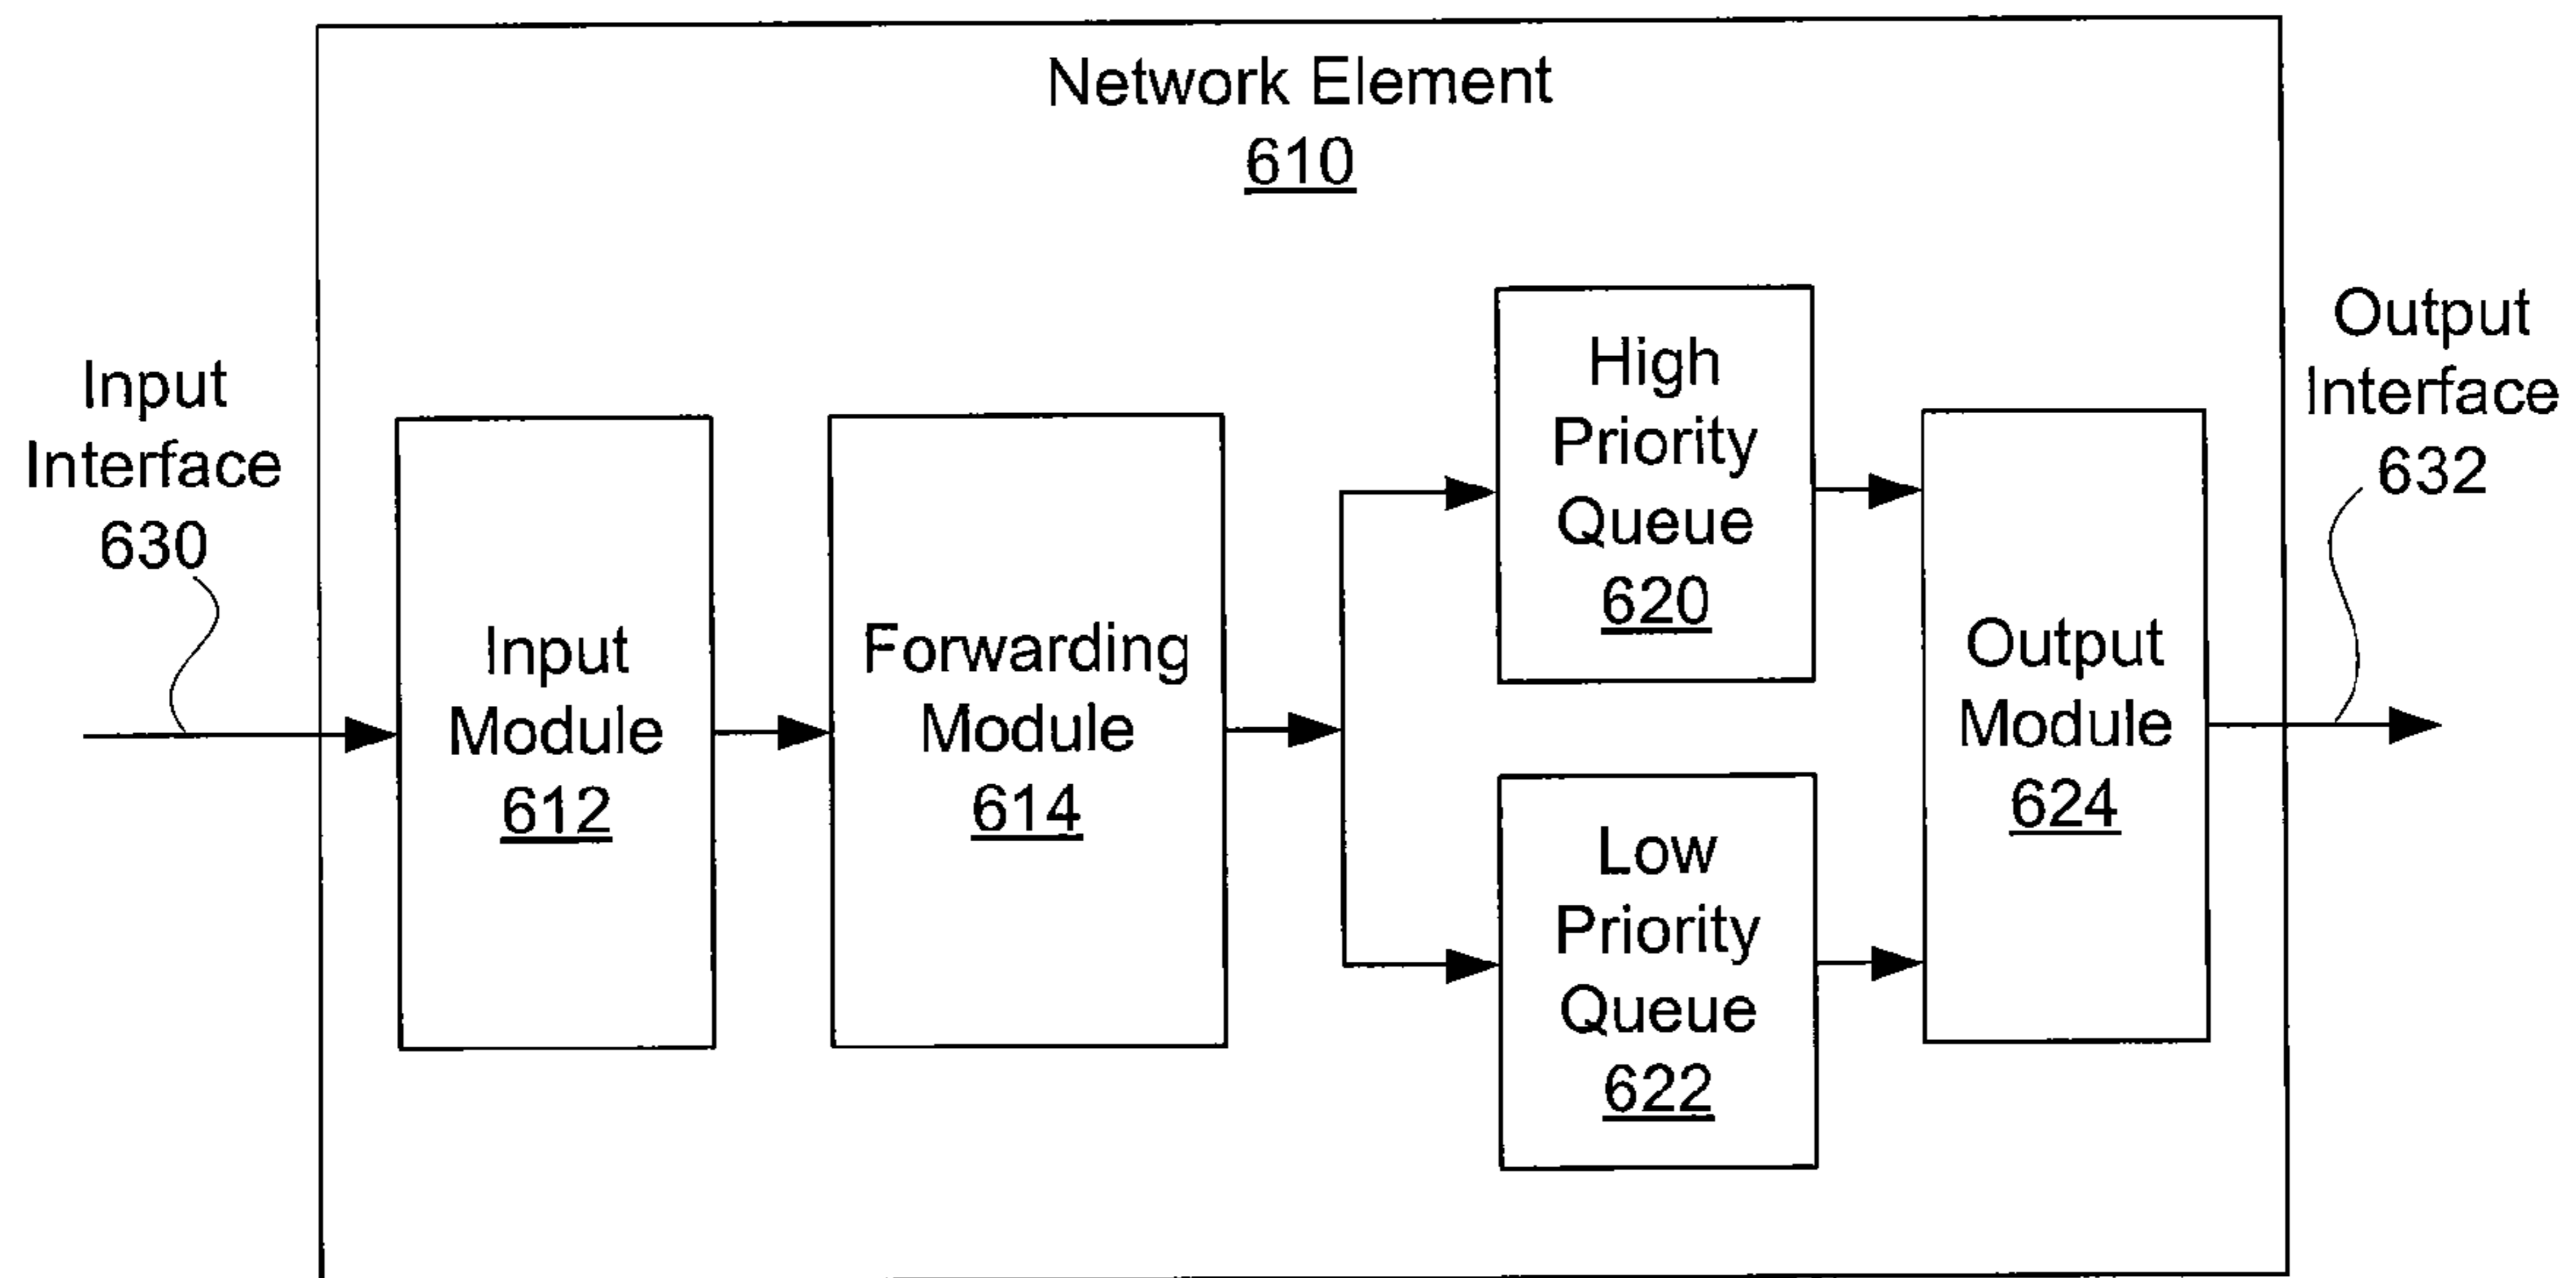 Network Element
610
Input
Interface
630
Input
Module
612
Forwarding
Module
614
High
Priority
Queue
620
Low
Priority
Queue
622
Output
Module
624
Output
Interface
632